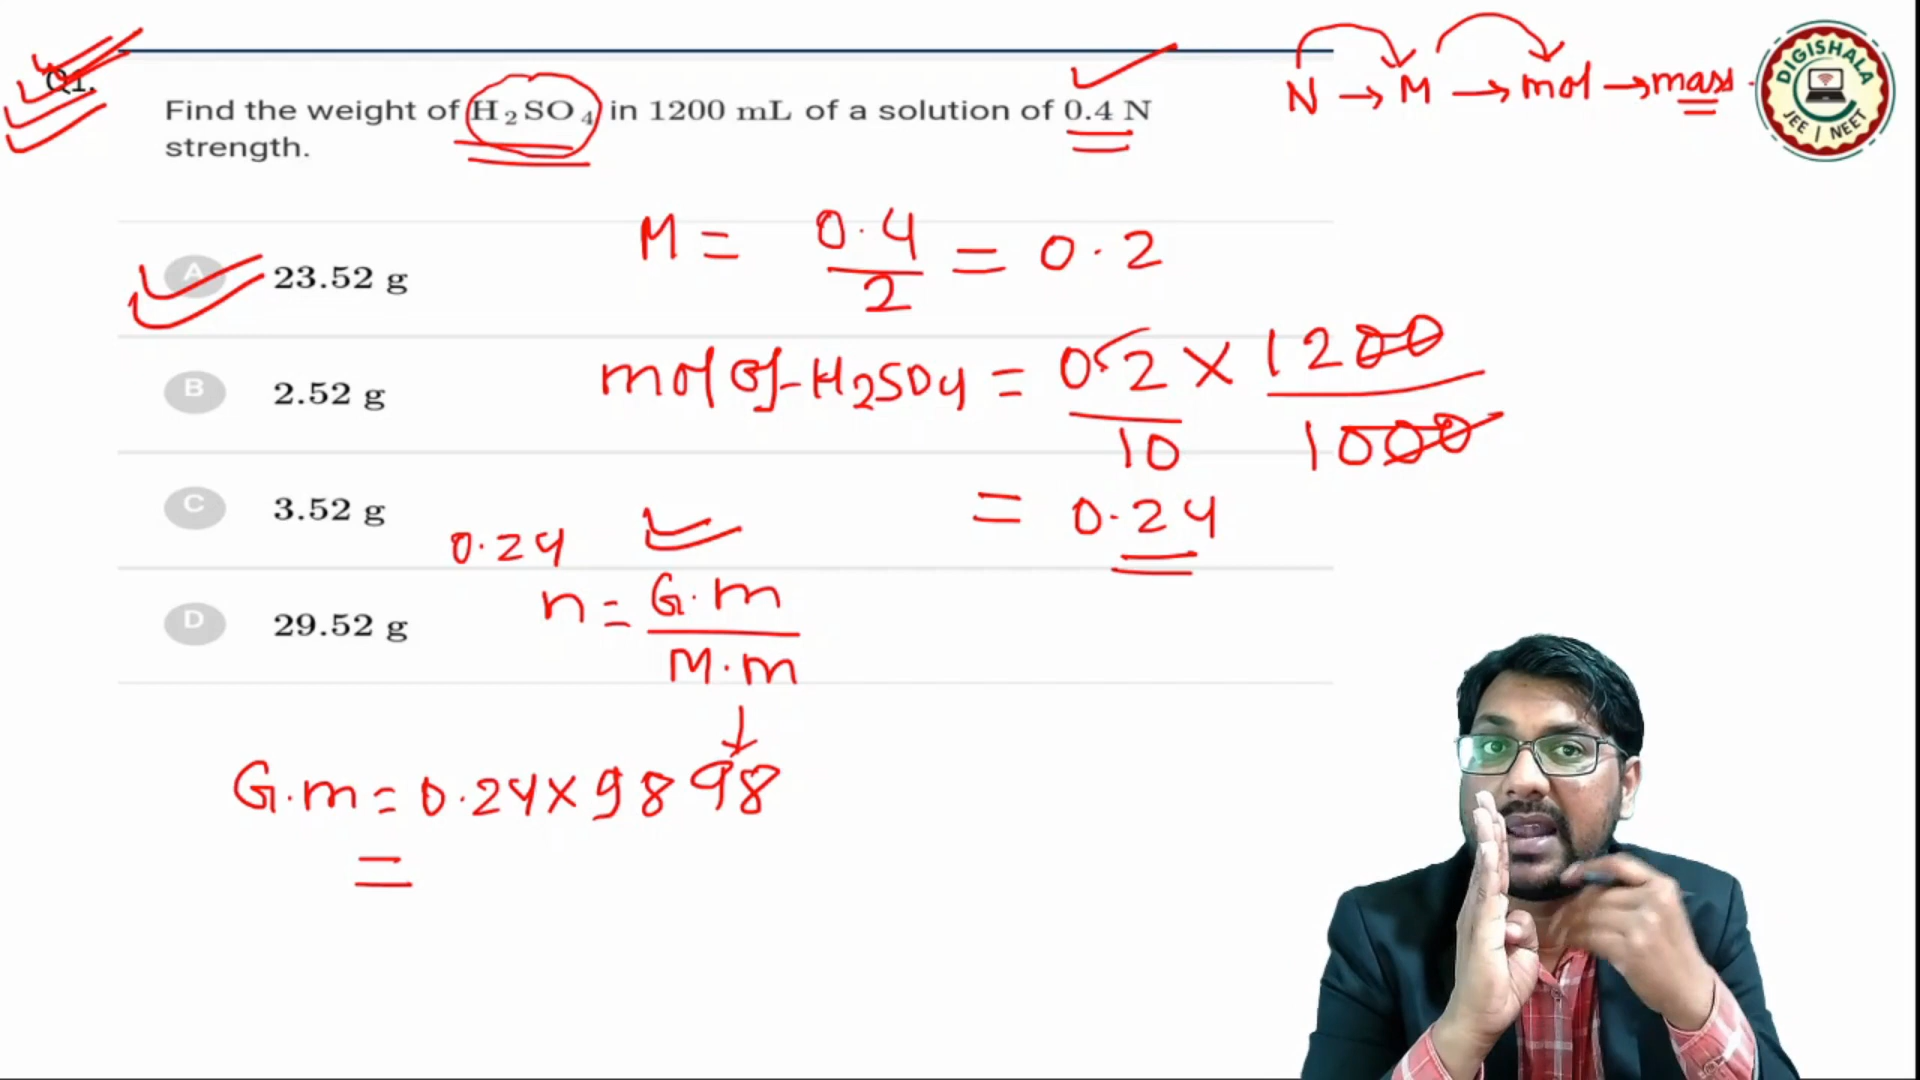 Q1.
N → M → mol → mass
DIGISHALA
JEE | NEET
Find the weight of H₂SO₄ in 1200 mL of a solution of 0.4 N
strength.
M = 0.4/2 = 0.2
A 23.52 g
mol of H₂SO₄ = 0.2/10 × 1200/1000
B 2.52 g
= 0.24
C 3.52 g
0.24
n = G.m/M.m
D 29.52 g
↓
98
G.m = 0.24 × 98
=